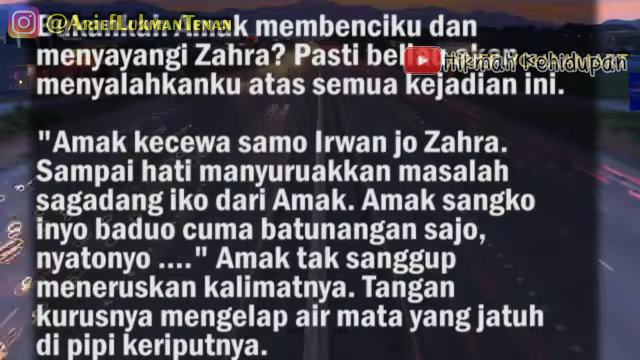 @AriefLukmanTenan
Amak membenciku dan
menyayangi Zahra? Pasti
Hikmah Kehidupan
menyalahkanku atas semua kejadian ini.
"Amak kecewa samo Irwan jo Zahra.
Sampai hati manyuruakkan masalah
sagadang iko dari Amak. Amak sangko
inyo baduo cuma batunangan sajo,
nyatonyo ...." Amak tak sanggup
meneruskan kalimatnya. Tangan
kurusnya mengelap air mata yang jatuh
di pipi keriputnya.